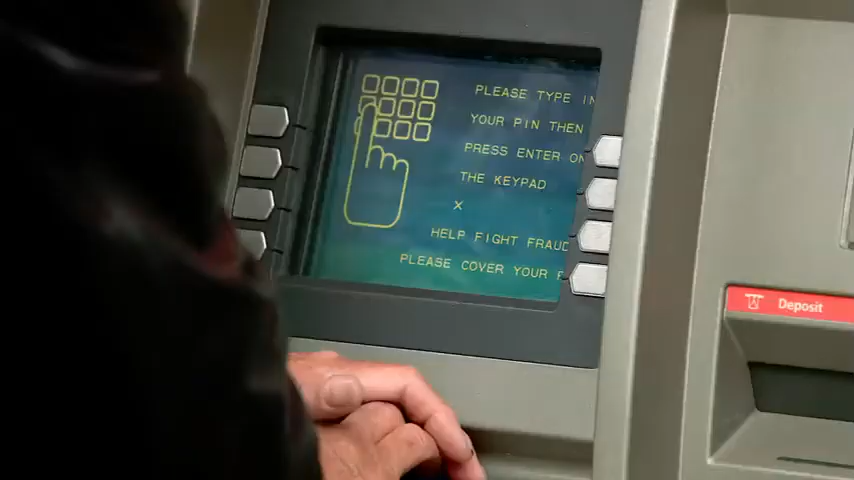 PLEASE TYPE IN
YOUR PIN THEN
PRESS ENTER ON
THE KEYPAD
X
HELP FIGHT FRAUD
PLEASE COVER YOUR
Deposit